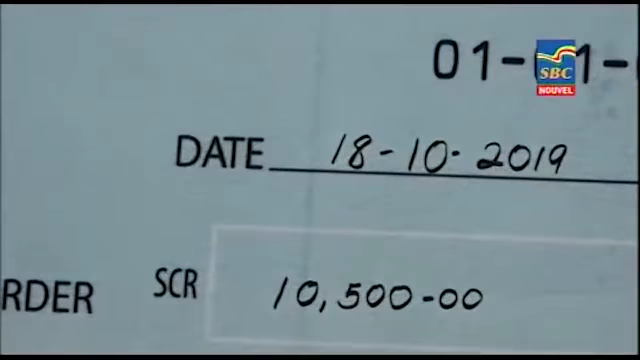 01-
SBC
NOUVEL
DATE 18-10-2019
RDER SCR 10,500-00